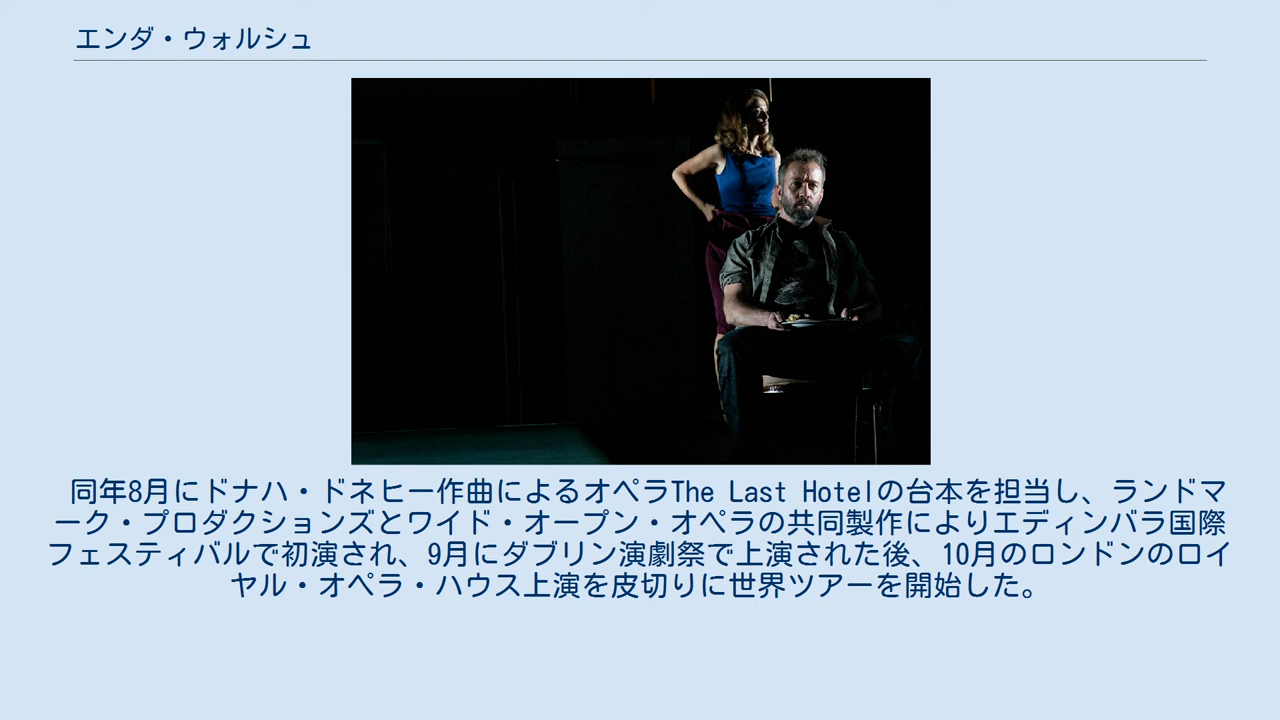 エンダ・ウォルシュ
同年8月にドナハ・ドネヒー作曲によるオペラThe Last Hotelの台本を担当し、ランドマ
ーク・プロダクションズとワイド・オープン・オペラの共同製作によりエディンバラ国際
フェスティバルで初演され、9月にダブリン演劇祭で上演された後、10月のロンドンのロイ
ヤル・オペラ・ハウス上演を皮切りに世界ツアーを開始した。